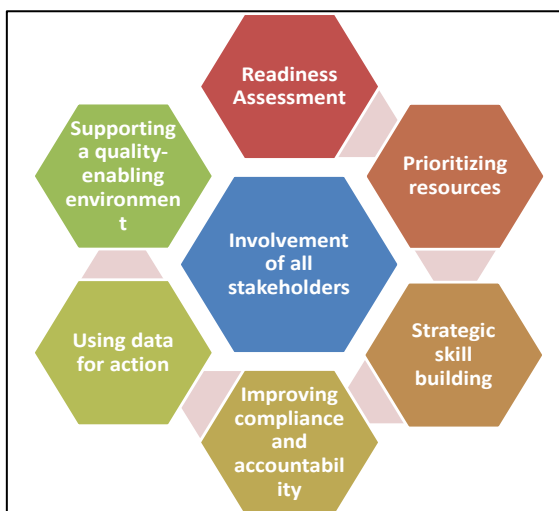 Readiness
Assessment
Prioritizing
resources
Strategic
skill
building
Improving
compliance
and
accountabil
ity
Using data
for action
Supporting
a quality-
enabling
environmen
t
Involvement
of all
stakeholders